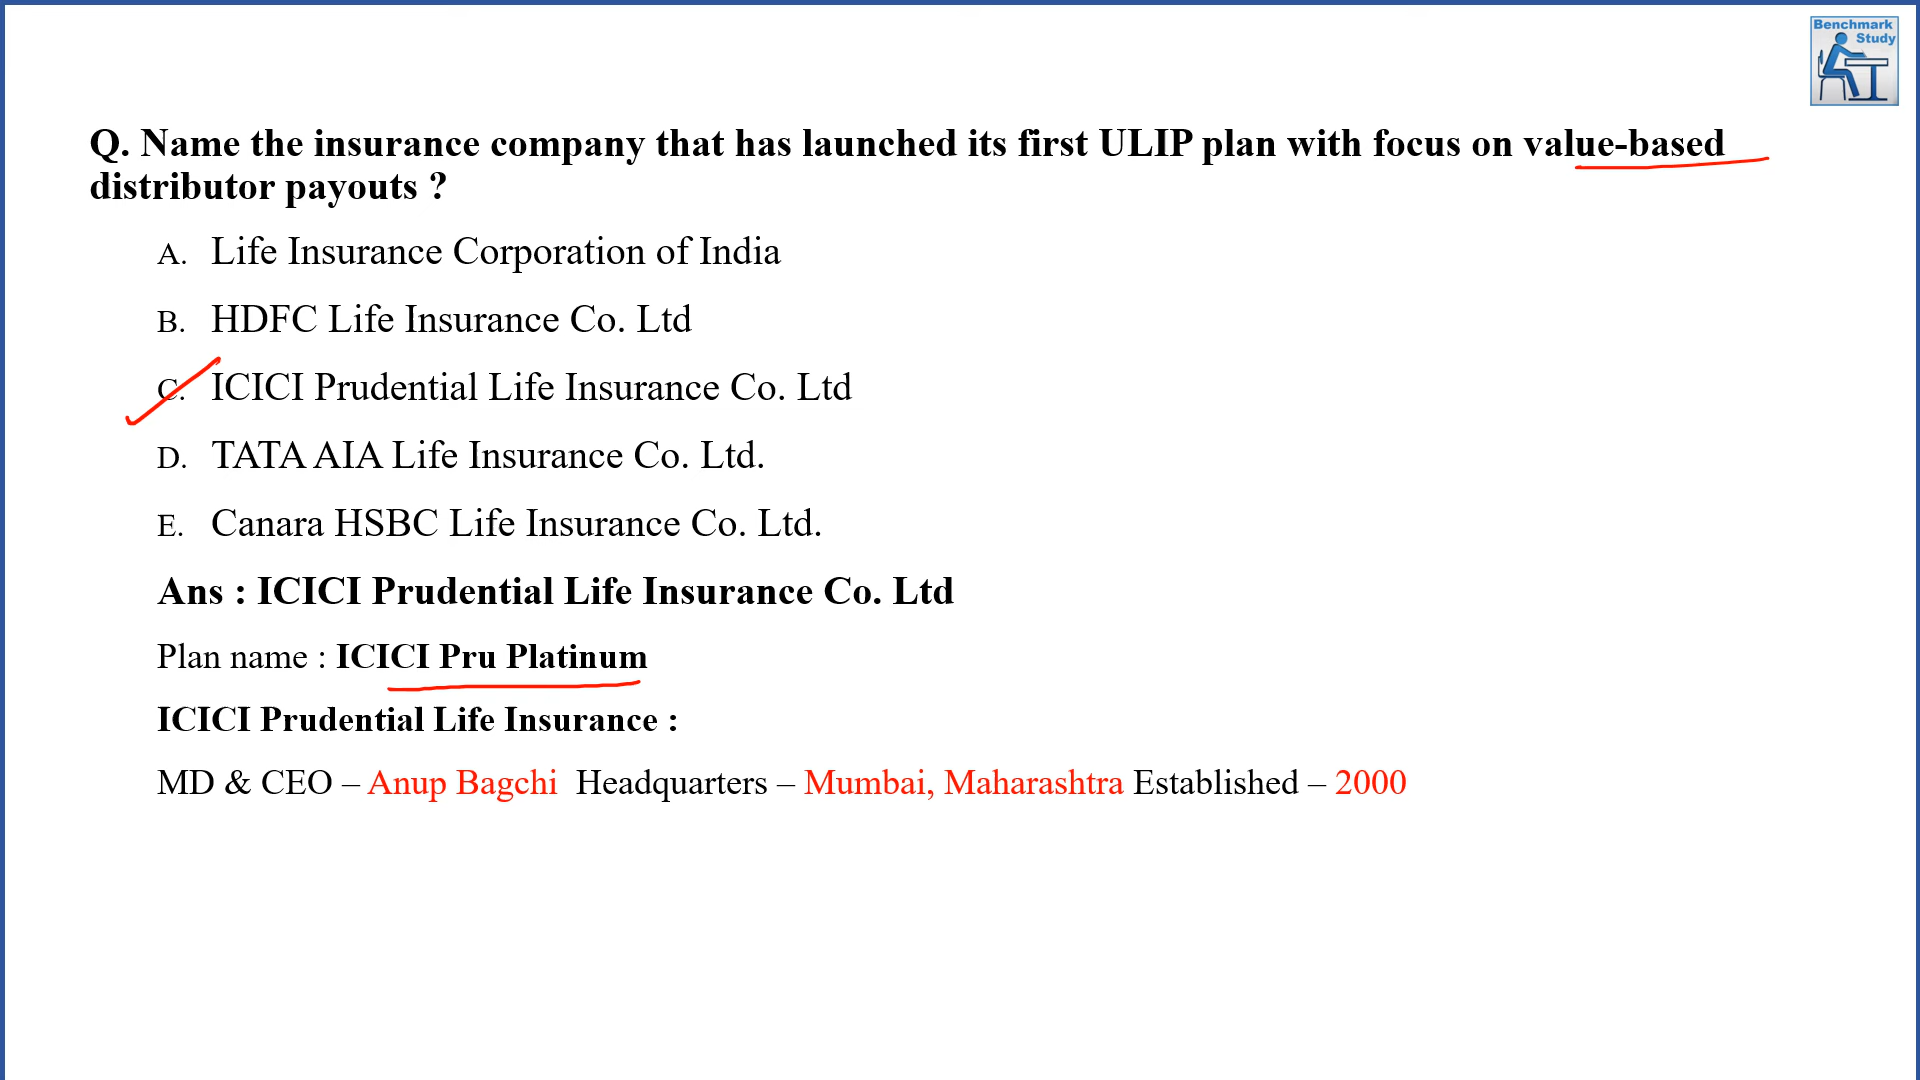 Benchmark
Study
Q. Name the insurance company that has launched its first ULIP plan with focus on value-based
distributor payouts ?
A. Life Insurance Corporation of India
B. HDFC Life Insurance Co. Ltd
C. ICICI Prudential Life Insurance Co. Ltd
D. TATA AIA Life Insurance Co. Ltd.
E. Canara HSBC Life Insurance Co. Ltd.
Ans : ICICI Prudential Life Insurance Co. Ltd
Plan name : ICICI Pru Platinum
ICICI Prudential Life Insurance :
MD & CEO – Anup Bagchi Headquarters – Mumbai, Maharashtra Established – 2000